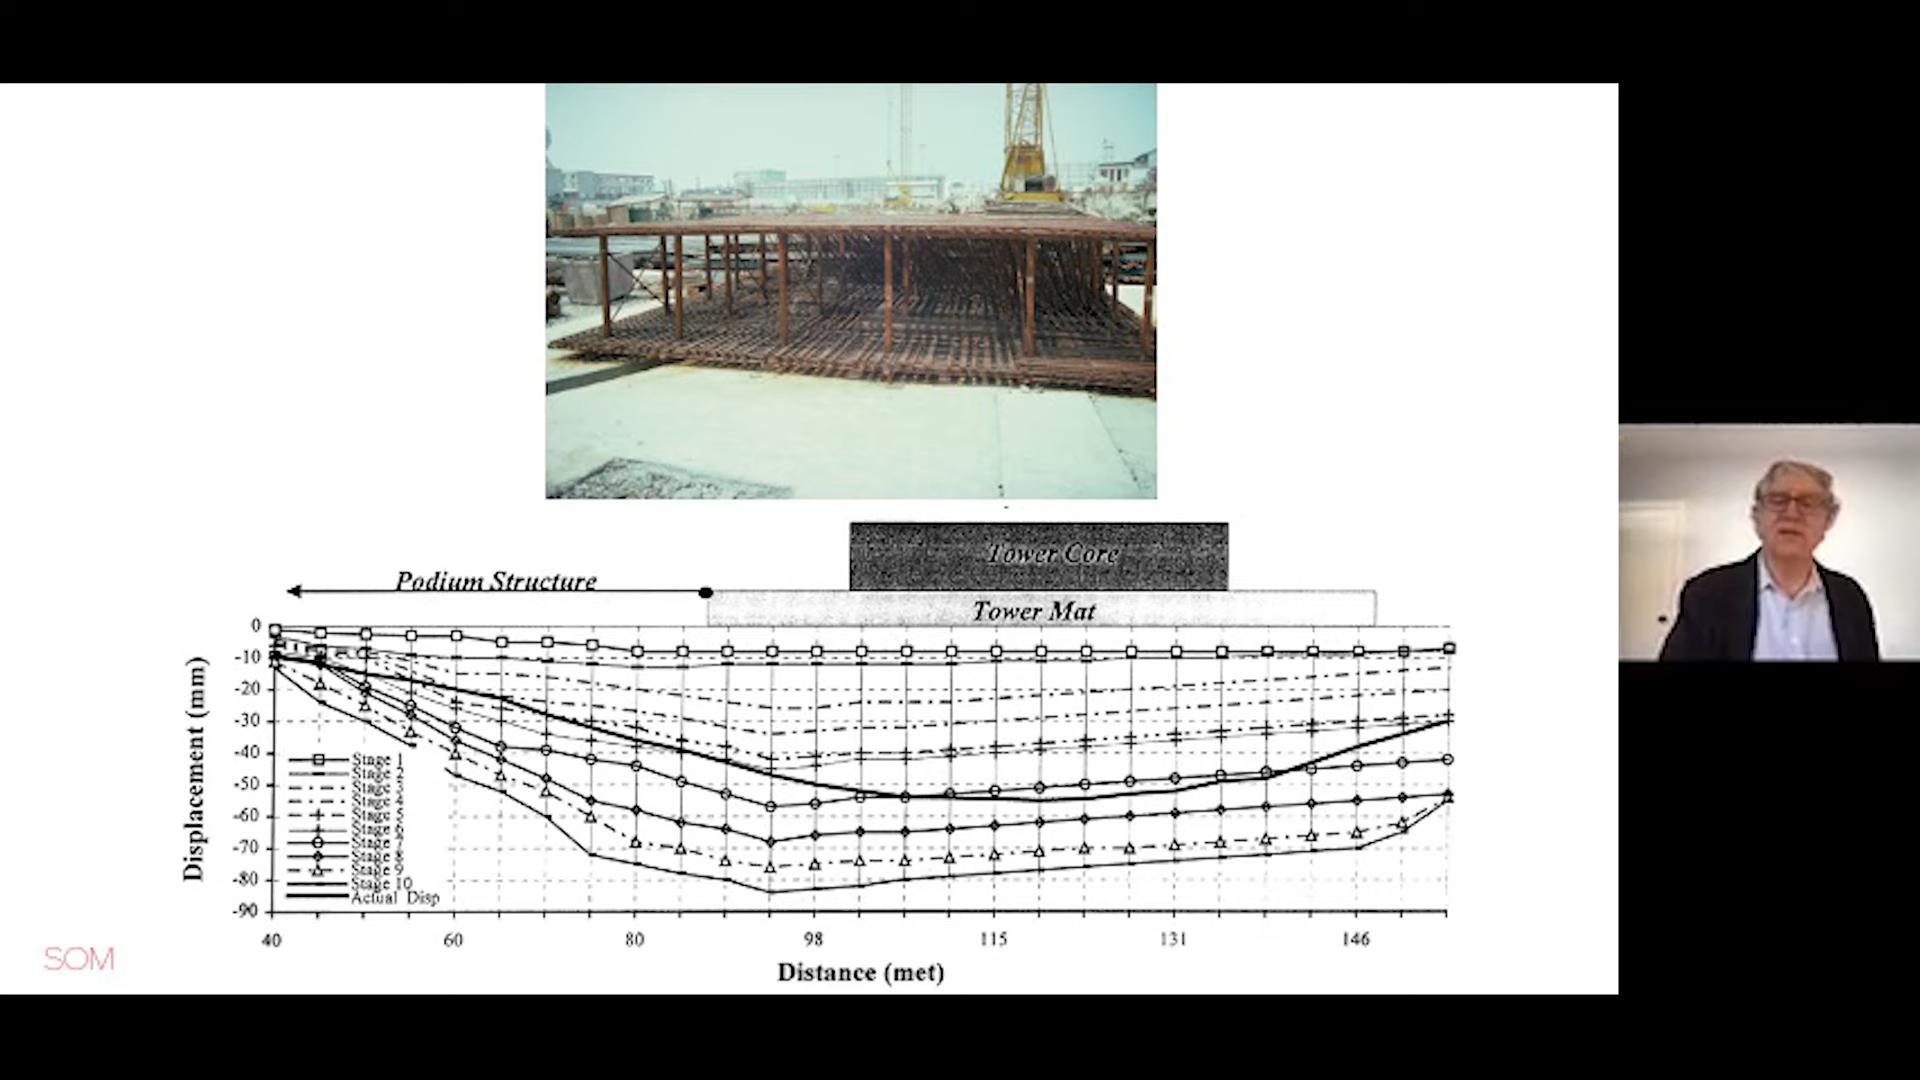 Tower Core
Podium Structure
Tower Mat
Displacement (mm)
0
-10
-20
-30
-40
-50
-60
-70
-80
-90
Stage 1
Stage 2
Stage 3
Stage 4
Stage 5
Stage 6
Stage 7
Stage 8
Stage 9
Stage 10
Actual Disp
40
60
80
98
115
131
146
Distance (met)
SOM